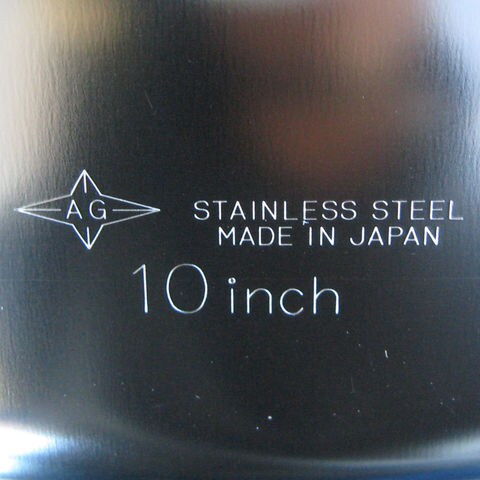 AG
STAINLESS STEEL
MADE IN JAPAN
10 inch